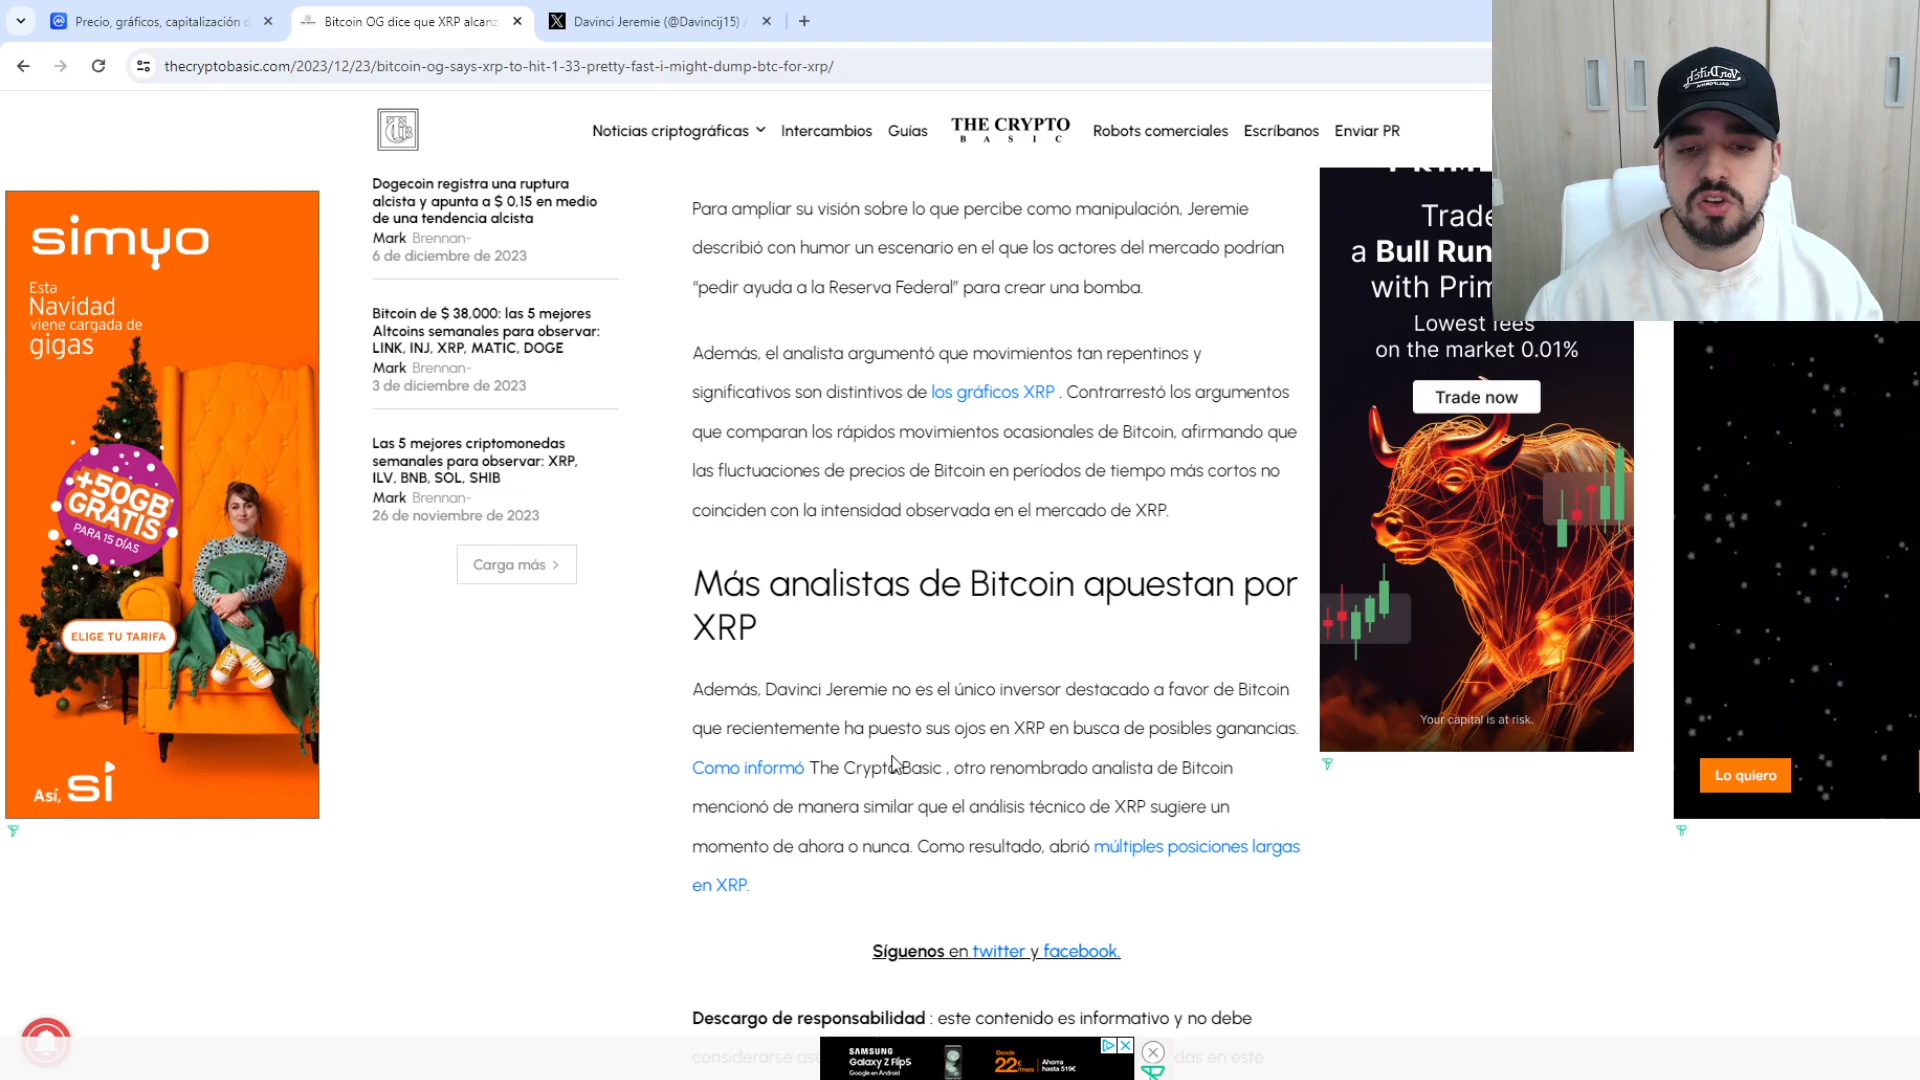 Precio, gráficos, capitalización d
Bitcoin OG dice que XRP alcanz
Davinci Jeremie (@Davincij15) /
thecryptobasic.com/2023/12/23/bitcoin-og-says-xrp-to-hit-1-33-pretty-fast-i-might-dump-btc-for-xrp/
Noticias criptográficas
Intercambios
Guías
THE CRYPTO
BASIC
Robots comerciales
Escríbanos
Enviar PR
simyo
Esta
Navidad
viene cargada de
gigas
+50GB
GRATIS
PARA 15 DÍAS
ELIGE TU TARIFA
Así, sí
Dogecoin registra una ruptura
alcista y apunta a $ 0,15 en medio
de una tendencia alcista
Mark Brennan-
6 de diciembre de 2023
Bitcoin de $ 38,000: las 5 mejores
Altcoins semanales para observar:
LINK, INJ, XRP, MATIC, DOGE
Mark Brennan-
3 de diciembre de 2023
Las 5 mejores criptomonedas
semanales para observar: XRP,
ILV, BNB, SOL, SHIB
Mark Brennan-
26 de noviembre de 2023
Carga más >
Para ampliar su visión sobre lo que percibe como manipulación, Jeremie
describió con humor un escenario en el que los actores del mercado podrían
“pedir ayuda a la Reserva Federal” para crear una bomba.
Además, el analista argumentó que movimientos tan repentinos y
significativos son distintivos de los gráficos XRP . Contrarrestó los argumentos
que comparan los rápidos movimientos ocasionales de Bitcoin, afirmando que
las fluctuaciones de precios de Bitcoin en períodos de tiempo más cortos no
coinciden con la intensidad observada en el mercado de XRP.
Más analistas de Bitcoin apuestan por
XRP
Además, Davinci Jeremie no es el único inversor destacado a favor de Bitcoin
que recientemente ha puesto sus ojos en XRP en busca de posibles ganancias.
Como informó The Crypto Basic , otro renombrado analista de Bitcoin
mencionó de manera similar que el análisis técnico de XRP sugiere un
momento de ahora o nunca. Como resultado, abrió múltiples posiciones largas
en XRP.
Síguenos en twitter y facebook.
Descargo de responsabilidad : este contenido es informativo y no debe
Trade
a Bull Run
with Prim
Lowest fees
on the market 0.01%
Trade now
Your capital is at risk.
Lo quiero
SAMSUNG
Galaxy Z Flip5
Google en Android
Desde
22€/mes
Ahorra
hasta 519€
Von Dutch